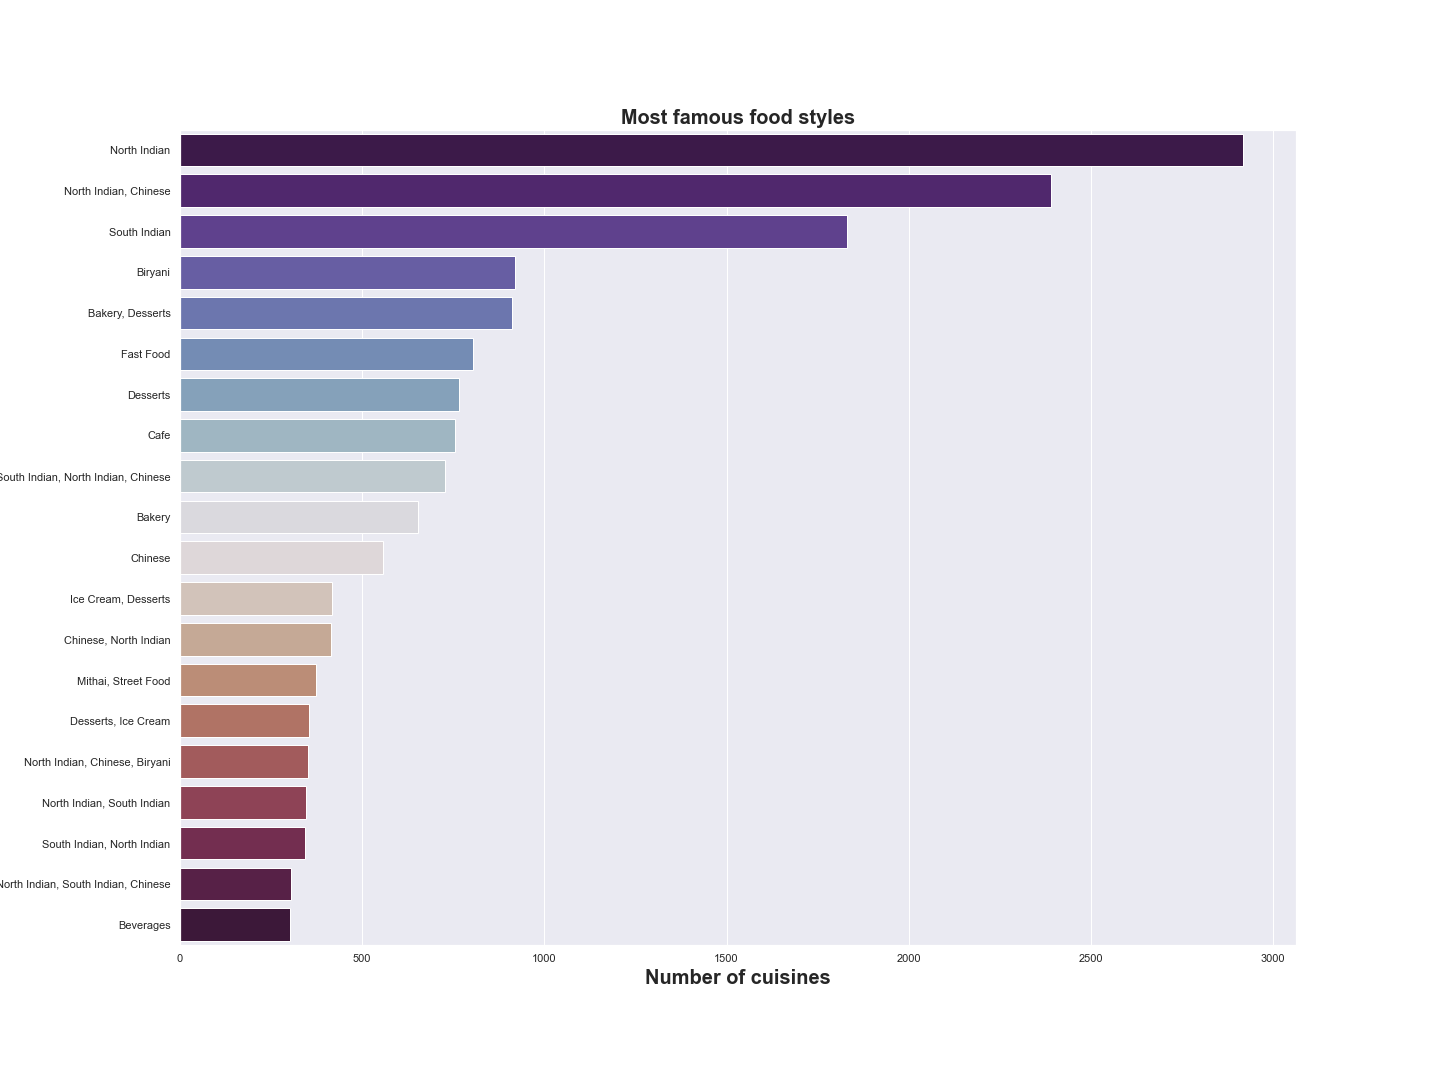 Most famous food styles
North Indian
North Indian, Chinese
South Indian
Biryani
Bakery, Desserts
Fast Food
Desserts
Cafe
South Indian, North Indian, Chinese
Bakery
Chinese
Ice Cream, Desserts
Chinese, North Indian
Mithai, Street Food
Desserts, Ice Cream
North Indian, Chinese, Biryani
North Indian, South Indian
South Indian, North Indian
North Indian, South Indian, Chinese
Beverages
0 500 1000 1500 2000 2500 3000
Number of cuisines